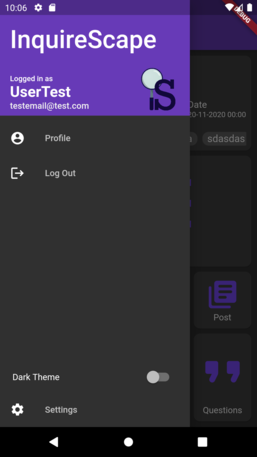 10:06
DEBUG
InquireScape
Logged in as
UserTest
testemail@test.com
iS
Date
0-11-2020 00:00
sdasdas
Profile
Log Out
Post
Dark Theme
Settings
Questions